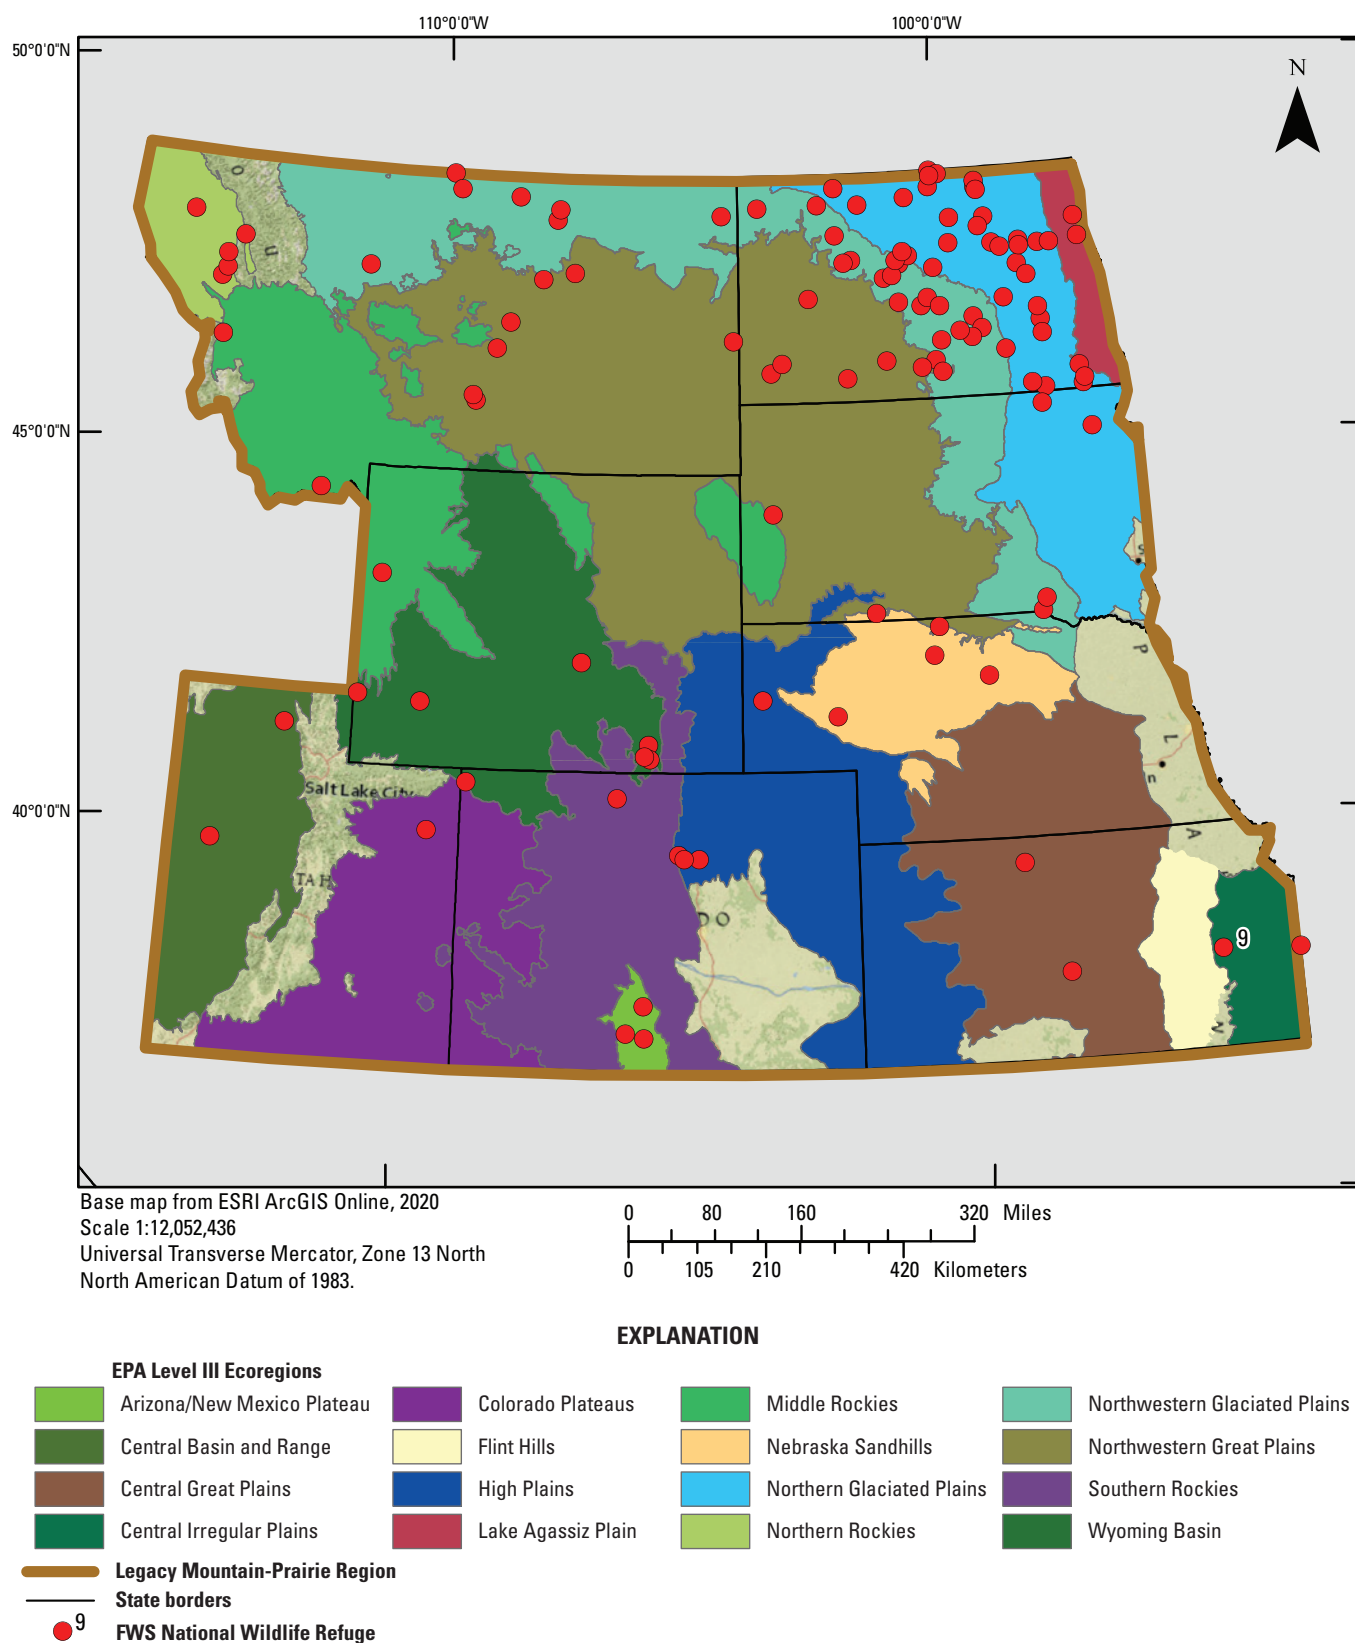 110°0'0"W 100°0'0"W
50°0'0"N
N
O
U
45°0'0"N
S
P
L
n
40°0'0"N
Salt Lake City
A
TAH
DO
9
Base map from ESRI ArcGIS Online, 2020
Scale 1:12,052,436
Universal Transverse Mercator, Zone 13 North
North American Datum of 1983.
0 80 160 320 Miles
0 105 210 420 Kilometers
EXPLANATION
EPA Level III Ecoregions
Arizona/New Mexico Plateau Colorado Plateaus Middle Rockies Northwestern Glaciated Plains
Central Basin and Range Flint Hills Nebraska Sandhills Northwestern Great Plains
Central Great Plains High Plains Northern Glaciated Plains Southern Rockies
Central Irregular Plains Lake Agassiz Plain Northern Rockies Wyoming Basin
Legacy Mountain-Prairie Region
State borders
9 FWS National Wildlife Refuge